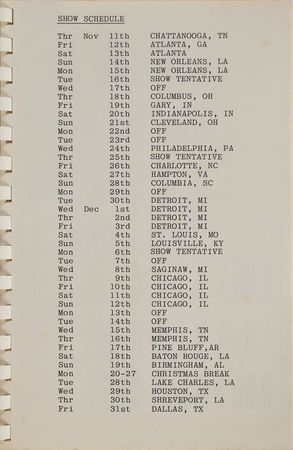 SHOW SCHEDULE
Thr Nov 11th CHATTANOOGA, TN
Fri 12th ATLANTA, GA
Sat 13th ATLANTA
Sun 14th NEW ORLEANS, LA
Mon 15th NEW ORLEANS, LA
Tue 16th SHOW TENTATIVE
Wed 17th OFF
Thr 18th COLUMBUS, OH
Fri 19th GARY, IN
Sat 20th INDIANAPOLIS, IN
Sun 21st CLEVELAND, OH
Mon 22nd OFF
Tue 23rd OFF
Wed 24th PHILADELPHIA, PA
Thr 25th SHOW TENTATIVE
Fri 26th CHARLOTTE, NC
Sat 27th HAMPTON, VA
Sun 28th COLUMBIA, SC
Mon 29th OFF
Tue 30th DETROIT, MI
Wed Dec 1st DETROIT, MI
Thr 2nd DETROIT, MI
Fri 3rd DETROIT, MI
Sat 4th ST. LOUIS, MO
Sun 5th LOUISVILLE, KY
Mon 6th SHOW TENTATIVE
Tue 7th OFF
Wed 8th SAGINAW, MI
Thr 9th CHICAGO, IL
Fri 10th CHICAGO, IL
Sat 11th CHICAGO, IL
Sun 12th CHICAGO, IL
Mon 13th OFF
Tue 14th OFF
Wed 15th MEMPHIS, TN
Thr 16th MEMPHIS, TN
Fri 17th PINE BLUFF,AR
Sat 18th BATON ROUGE, LA
Sun 19th BIRMINGHAM, AL
Mon 20-27 CHRISTMAS BREAK
Tue 28th LAKE CHARLES, LA
Wed 29th HOUSTON, TX
Thr 30th SHREVEPORT, LA
Fri 31st DALLAS, TX